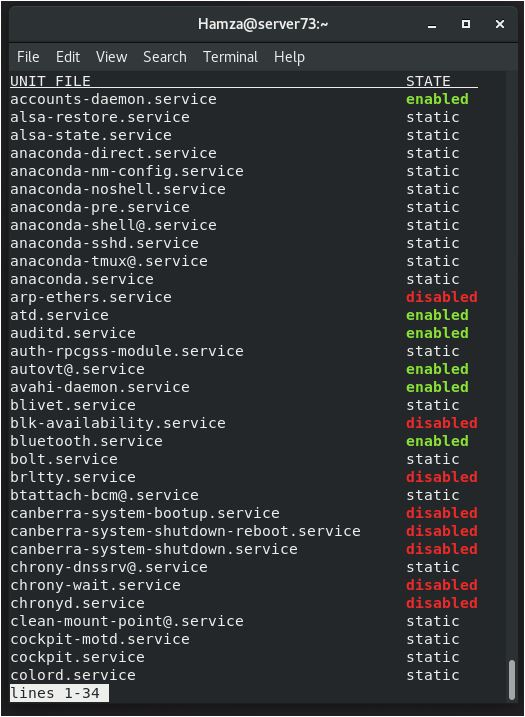 Hamza@server73:~
File Edit View Search Terminal Help
UNIT FILE STATE
accounts-daemon.service enabled
alsa-restore.service static
alsa-state.service static
anaconda-direct.service static
anaconda-nm-config.service static
anaconda-noshell.service static
anaconda-pre.service static
anaconda-shell@.service static
anaconda-sshd.service static
anaconda-tmux@.service static
anaconda.service static
arp-ethers.service disabled
atd.service enabled
auditd.service enabled
auth-rpcgss-module.service static
autovt@.service enabled
avahi-daemon.service enabled
blivet.service static
blk-availability.service disabled
bluetooth.service enabled
bolt.service static
brltty.service disabled
btattach-bcm@.service static
canberra-system-bootup.service disabled
canberra-system-shutdown-reboot.service disabled
canberra-system-shutdown.service disabled
chrony-dnssrv@.service static
chrony-wait.service disabled
chronyd.service disabled
clean-mount-point@.service static
cockpit-motd.service static
cockpit.service static
colord.service static
lines 1-34